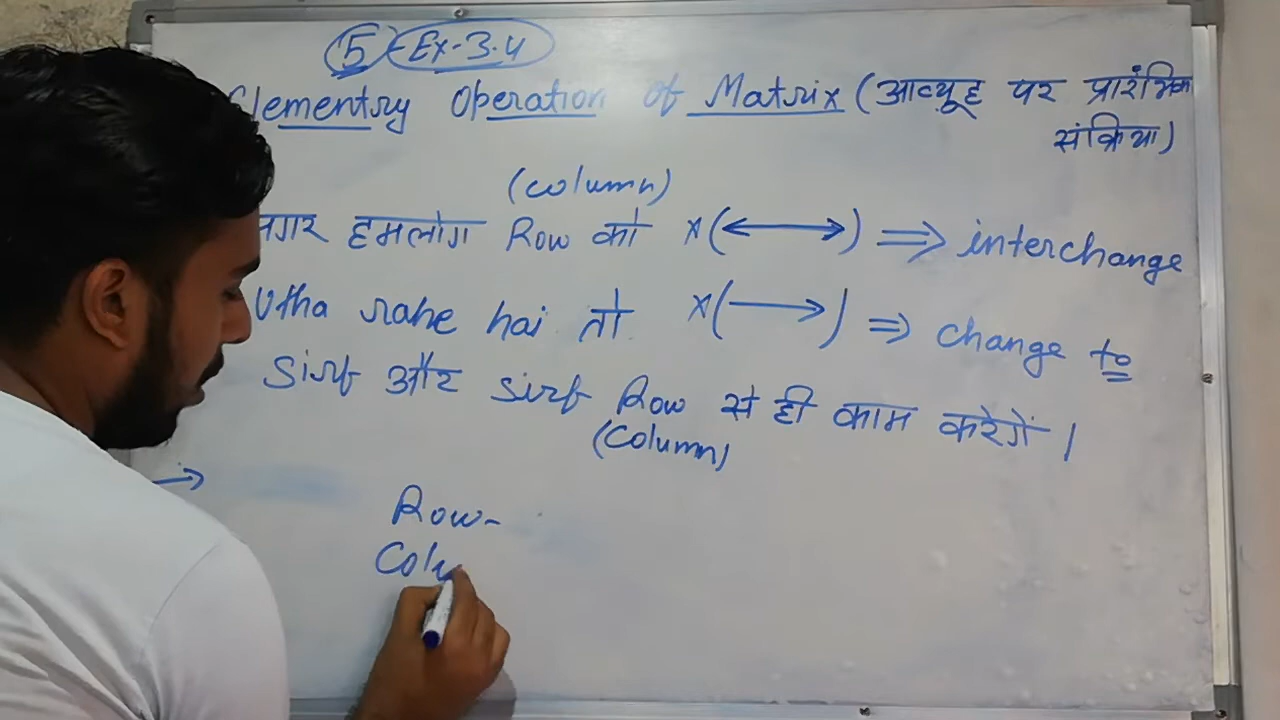 5 Ex-3.4
Elementry Operation of Matrix (आव्यूह पर प्रारंभिक
संक्रिया)
(column)
अगर हमलोग Row को *(↔) ⇒ interchange
Utha rahe hai तो *(→) ⇒ change to
Sirf और sirf Row से ही काम करेगें।
(Column)
→
Row-
Colu